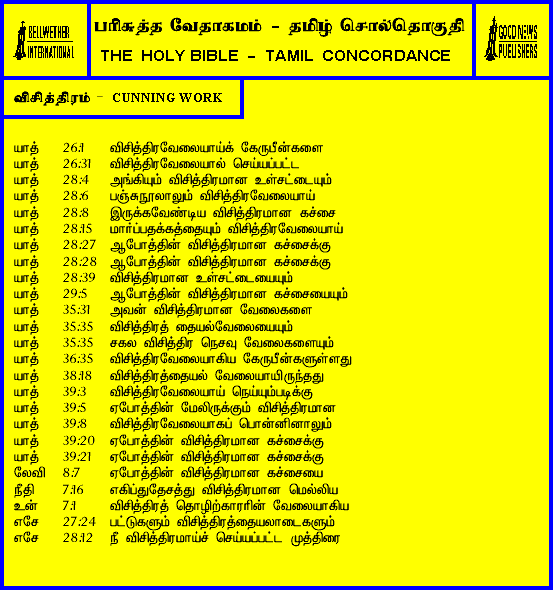 BELLWETHER
INTERNATIONAL
பரிசுத்த வேதாகமம் - தமிழ் சொல்தொகுதி
THE HOLY BIBLE - TAMIL CONCORDANCE
GOOD NEWS
PUBLISHERS
விசித்திரம் - CUNNING WORK
யாத் 26:1 விசித்திரவேலையாய்க் கேருபீன்களை
யாத் 26:31 விசித்திரவேலையால் செய்யப்பட்ட
யாத் 28:4 அங்கியும் விசித்திரமான உள்சட்டையும்
யாத் 28:6 பஞ்சுநூலாலும் விசித்திரவேலையாய்
யாத் 28:8 இருக்கவேண்டிய விசித்திரமான கச்சை
யாத் 28:15 மார்ப்பதக்கத்தையும் விசித்திரவேலையாய்
யாத் 28:27 ஆபோத்தின் விசித்திரமான கச்சைக்கு
யாத் 28:28 ஆபோத்தின் விசித்திரமான கச்சைக்கு
யாத் 28:39 விசித்திரமான உள்சட்டையையும்
யாத் 29:5 ஆபோத்தின் விசித்திரமான கச்சையையும்
யாத் 35:31 அவன் விசித்திரமான வேலைகளை
யாத் 35:35 விசித்திரத் தையல்வேலையையும்
யாத் 35:35 சகல விசித்திர நெசவு வேலைகளையும்
யாத் 36:35 விசித்திரவேலையாகிய கேருபீன்களுள்ளது
யாத் 38:18 விசித்திரத்தையல் வேலையாயிருந்தது
யாத் 39:3 விசித்திரவேலையாய் நெய்யும்படிக்கு
யாத் 39:5 ஏபோத்தின் மேலிருக்கும் விசித்திரமான
யாத் 39:8 விசித்திரவேலையாகப் பொன்னினாலும்
யாத் 39:20 ஏபோத்தின் விசித்திரமான கச்சைக்கு
யாத் 39:21 ஏபோத்தின் விசித்திரமான கச்சைக்கு
லேவி 8:7 ஏபோத்தின் விசித்திரமான கச்சையை
நீதி 7:16 எகிப்துதேசத்து விசித்திரமான மெல்லிய
உன் 7:1 விசித்திரத் தொழிற்காரரின் வேலையாகிய
எசே 27:24 பட்டுகளும் விசித்திரத்தையலாடைகளும்
எசே 28:12 நீ விசித்திரமாய்ச் செய்யப்பட்ட முத்திரை